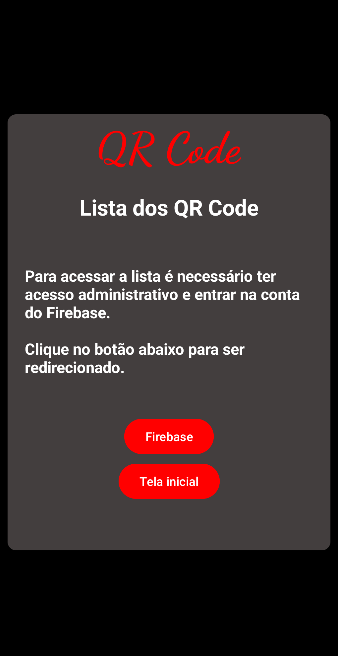 QR Code
Lista dos QR Code
Para acessar a lista é necessário ter
acesso administrativo e entrar na conta
do Firebase.
Clique no botão abaixo para ser
redirecionado.
Firebase
Tela inicial